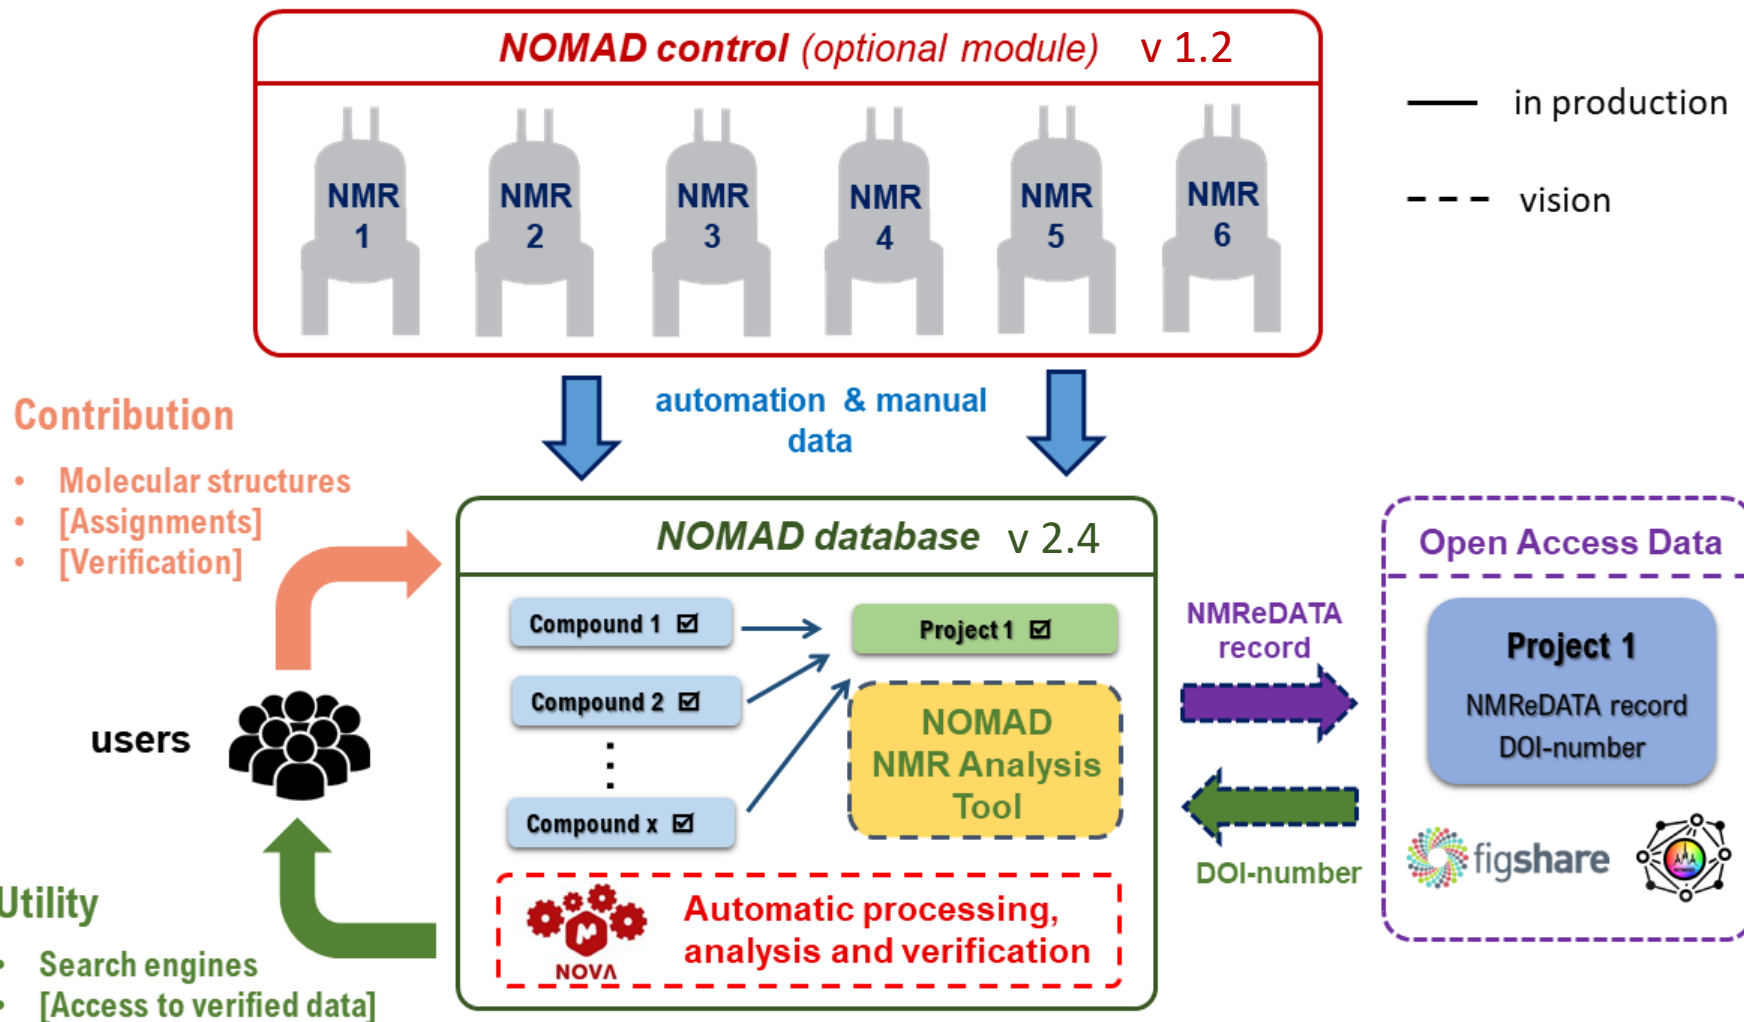 NOMAD control (optional module) v 1.2
NMR
1
NMR
2
NMR
3
NMR
4
NMR
5
NMR
6
in production
vision
automation & manual
data
Contribution
• Molecular structures
• [Assignments]
• [Verification]
users
Utility
• Search engines
• [Access to verified data]
NOMAD database v 2.4
Compound 1
Compound 2
Compound x
Project 1
NOMAD
NMR Analysis
Tool
NOVA
Automatic processing,
analysis and verification
NMReDATA
record
DOI-number
Open Access Data
Project 1
NMReDATA record
DOI-number
figshare